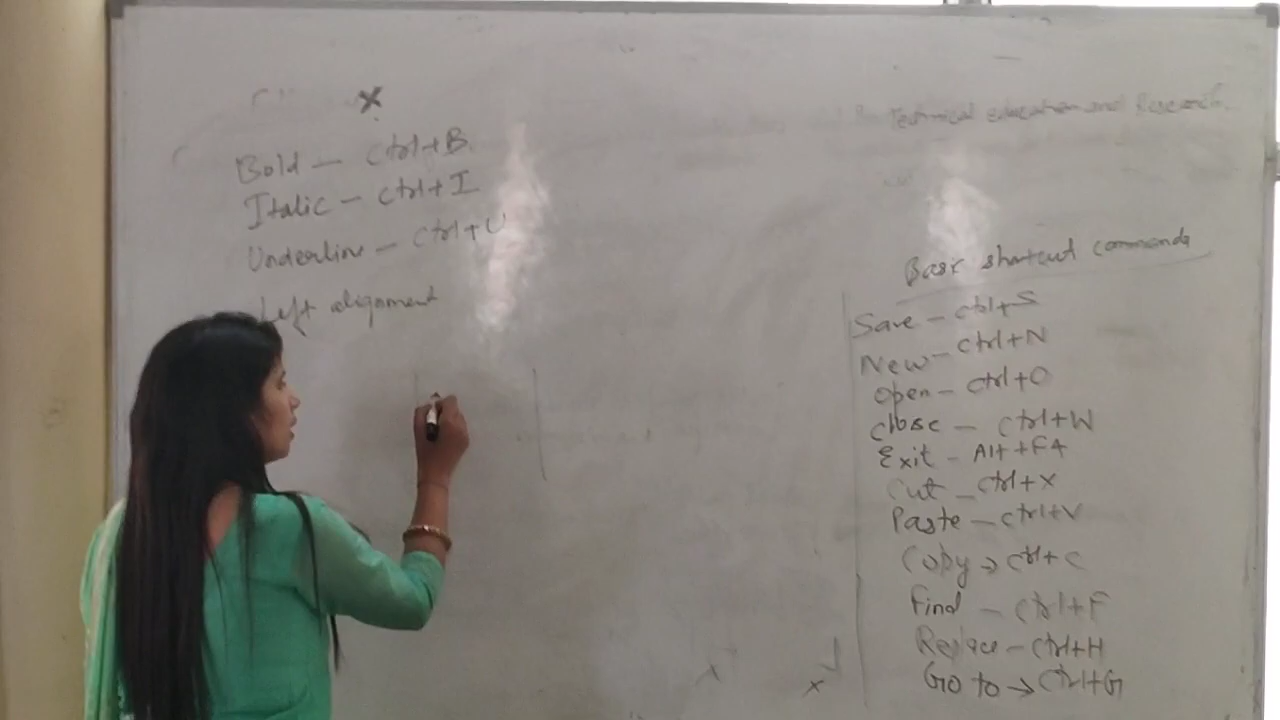 x
Bold — Ctrl+B
Italic — Ctrl+I
Underline — Ctrl+U
Left alignment
Technical education and Research
Basic shortcut commands
Save — Ctrl+S
New — Ctrl+N
Open — Ctrl+O
Close — Ctrl+W
Exit — Alt+F4
Cut — Ctrl+X
Paste — Ctrl+V
Copy → Ctrl+C
Find — Ctrl+F
Replace — Ctrl+H
Go to → Ctrl+G